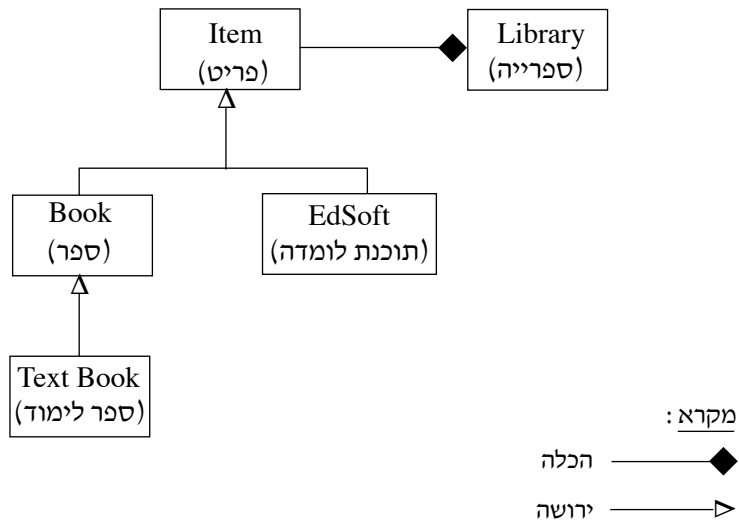 Item
(פריט)
Library
(ספרייה)
Book
(ספר)
EdSoft
(תוכנת לומדה)
Text Book
(ספר לימוד)
מקרא :
הכלה
ירושה